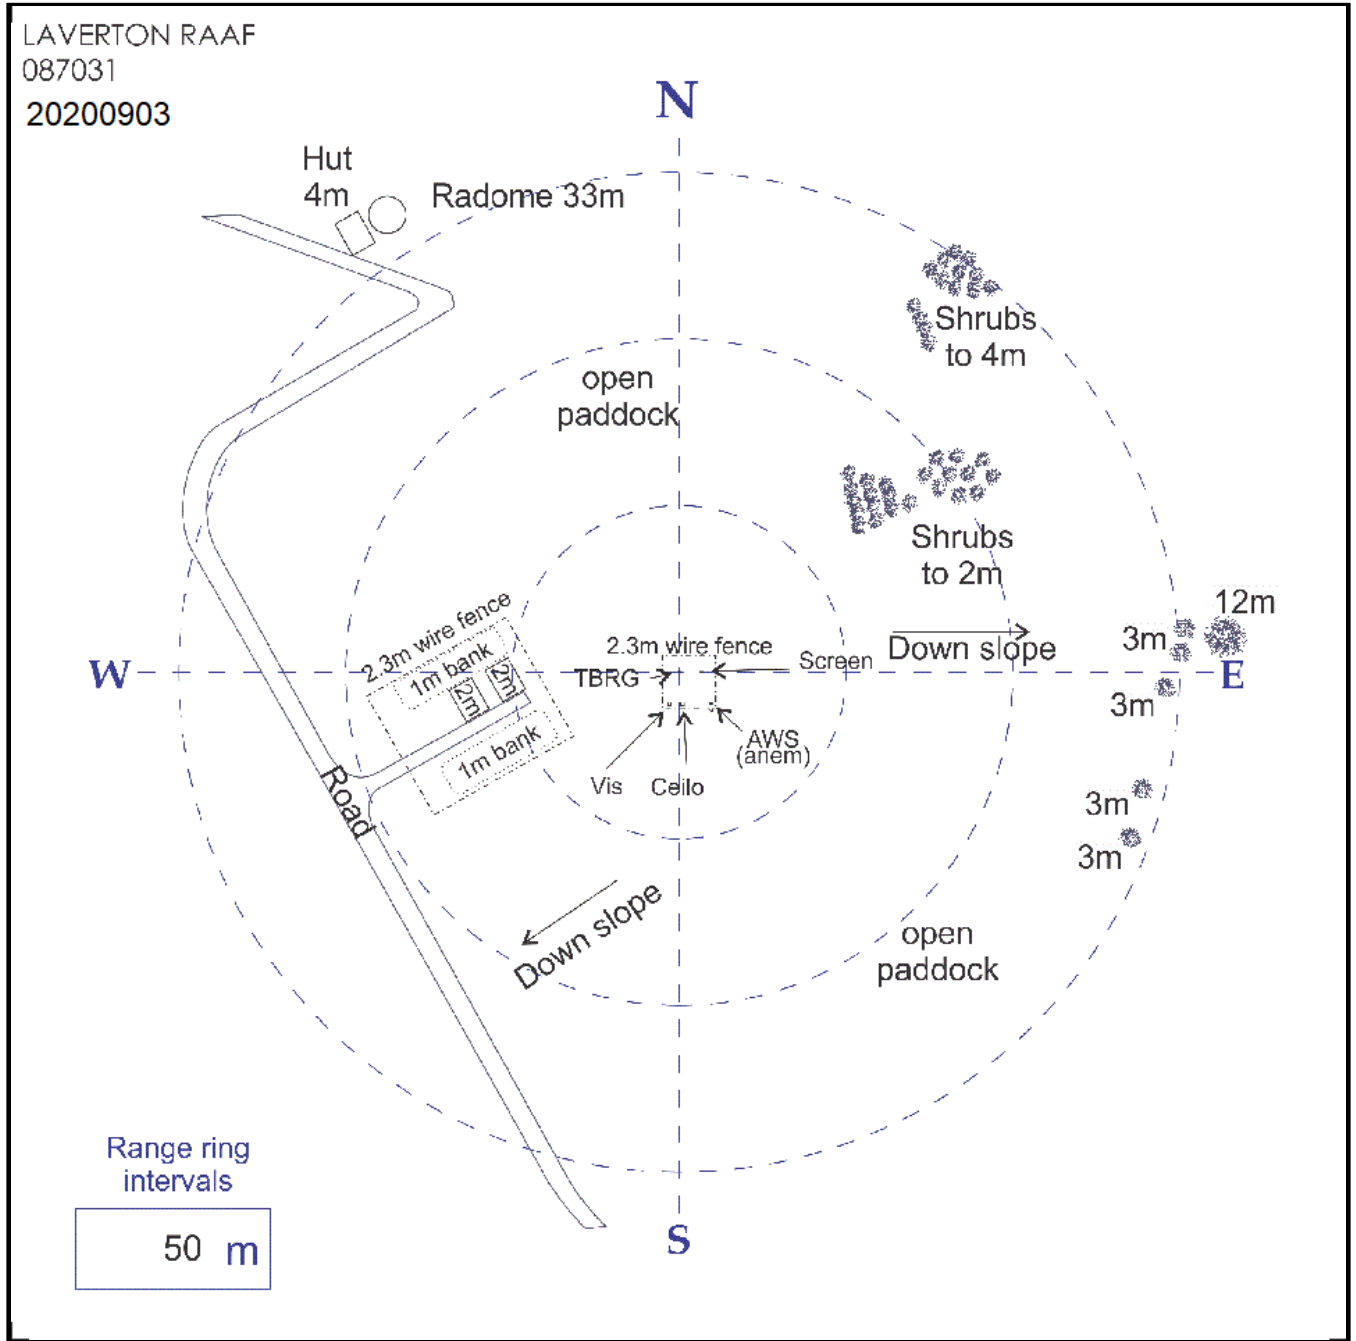 LAVERTON RAAF
087031
20200903
N
Hut
4m
Radome 33m
Shrubs
to 4m
open
paddock
Shrubs
to 2m
12m
3m
2.3m wire fence
1m bank
2m
2m
1m bank
2.3m wire fence
TBRG
Screen
Down slope
W
E
3m
AWS
(anem)
Vis
Ceilo
Road
3m
3m
Down slope
open
paddock
Range ring
intervals
50 m
S